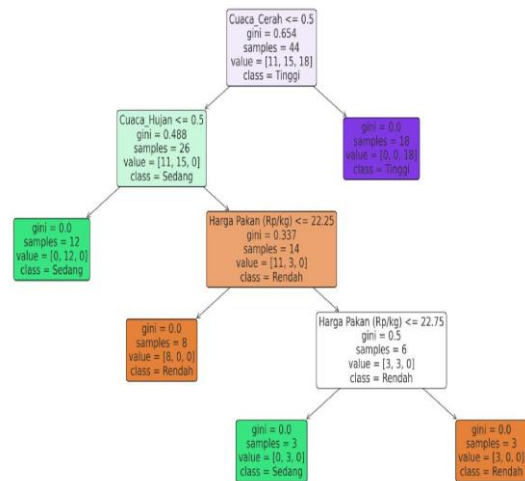 Cuaca_Cerah <= 0.5
gini = 0.654
samples = 44
value = [11, 15, 18]
class = Tinggi
Cuaca_Hujan <= 0.5
gini = 0.488
samples = 26
value = [11, 15, 0]
class = Sedang
gini = 0.0
samples = 18
value = [0, 0, 18]
class = Tinggi
gini = 0.0
samples = 12
value = [0, 12, 0]
class = Sedang
Harga Pakan (Rp/kg) <= 22.25
gini = 0.337
samples = 14
value = [11, 3, 0]
class = Rendah
gini = 0.0
samples = 8
value = [8, 0, 0]
class = Rendah
Harga Pakan (Rp/kg) <= 22.75
gini = 0.5
samples = 6
value = [3, 3, 0]
class = Rendah
gini = 0.0
samples = 3
value = [0, 3, 0]
class = Sedang
gini = 0.0
samples = 3
value = [3, 0, 0]
class = Rendah